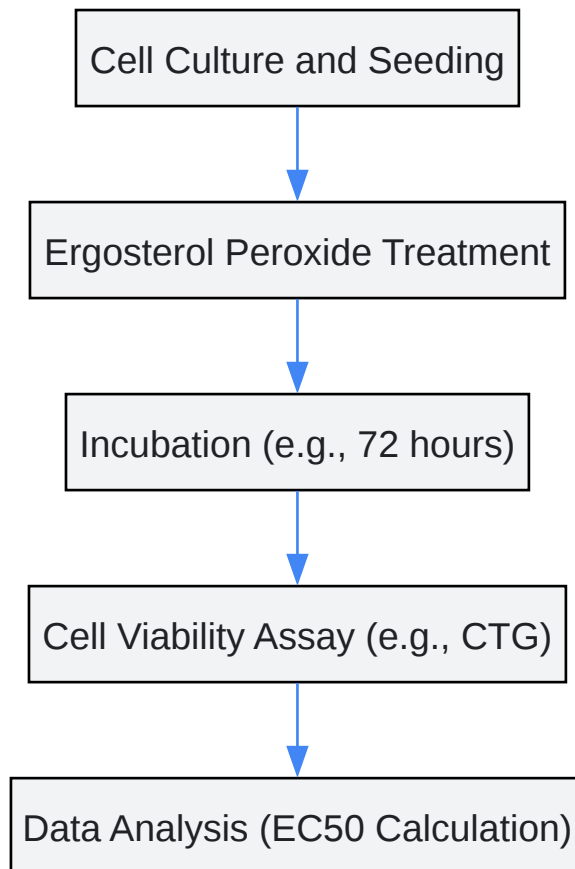 Cell Culture and Seeding
Ergosterol Peroxide Treatment
Incubation (e.g., 72 hours)
Cell Viability Assay (e.g., CTG)
Data Analysis (EC50 Calculation)